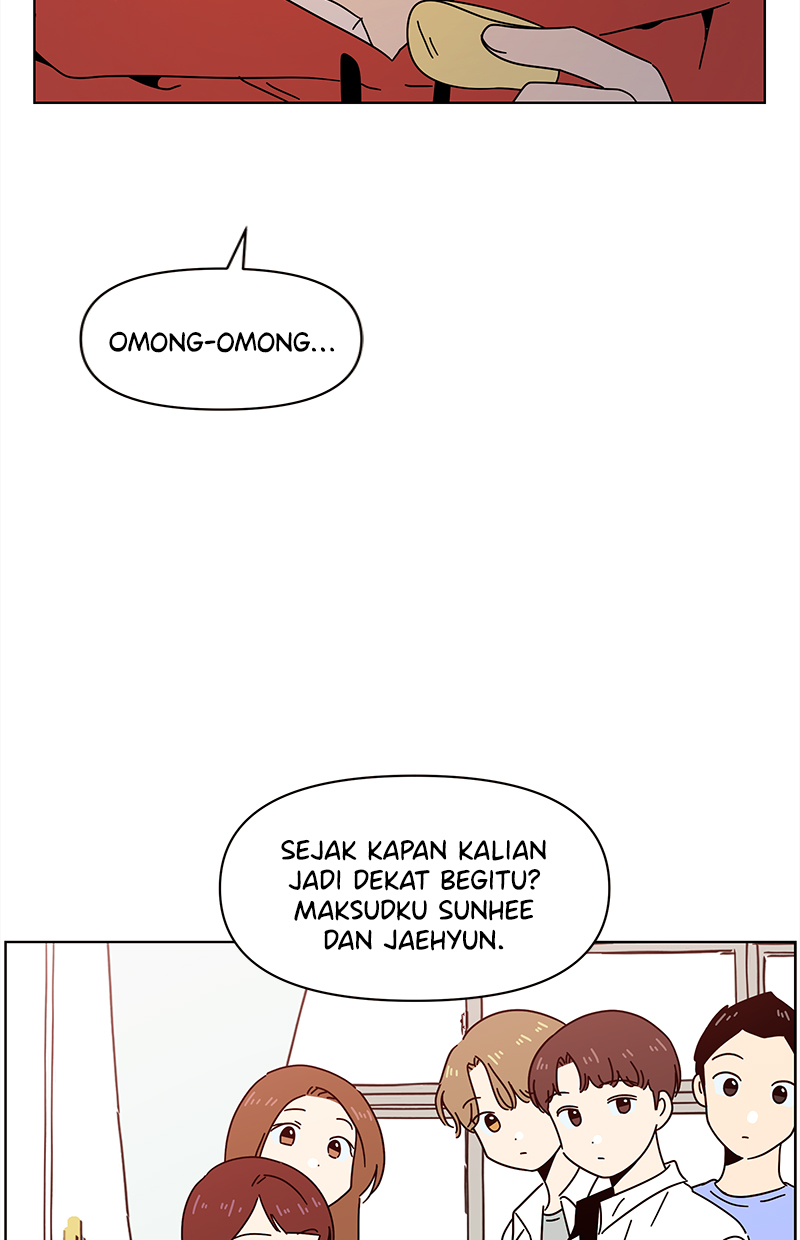 OMONG-OMONG...
SEJAK KAPAN KALIAN
JADI DEKAT BEGITU?
MAKSUDKU SUNHEE
DAN JAEHYUN.